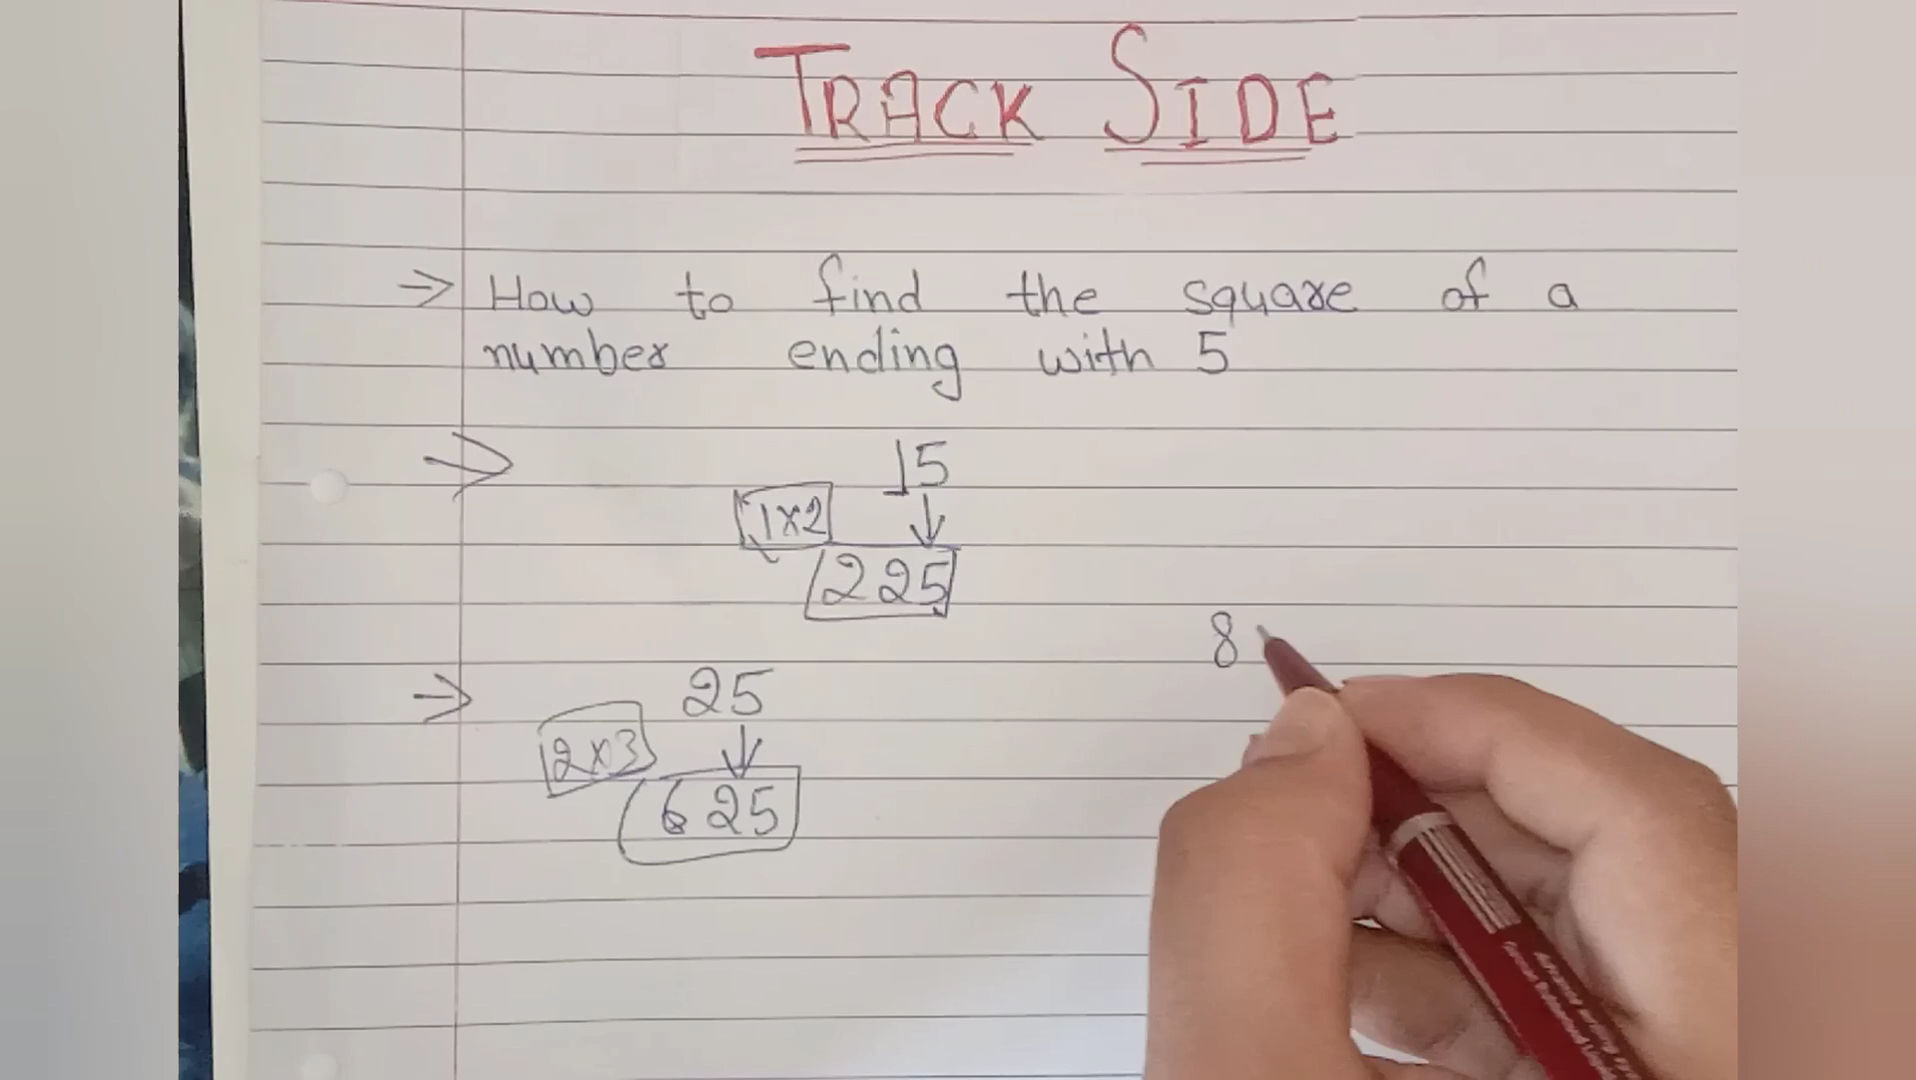 TRACK SIDE
=> How to find the square of a
number ending with 5
=> 15
1x2 ↓
225
8
-> 25
2x3 ↓
625